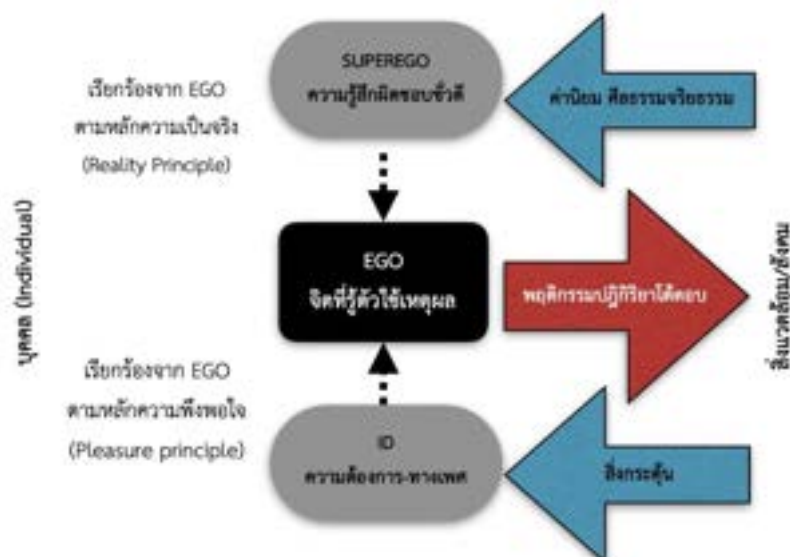 SUPEREGO
ความรู้สึกผิดชอบชั่วดี
ค่านิยม ศีลธรรมจริยธรรม
เรียกร้องจาก EGO
ตามหลักความเป็นจริง
(Reality Principle)
บุคคล (Individual)
EGO
จิตที่รู้ตัวใช้เหตุผล
พฤติกรรมปฏิกิริยาโต้ตอบ
สิ่งแวดล้อม/สังคม
เรียกร้องจาก EGO
ตามหลักความพึงพอใจ
(Pleasure principle)
ID
ความต้องการ-ทางเพศ
สิ่งกระตุ้น